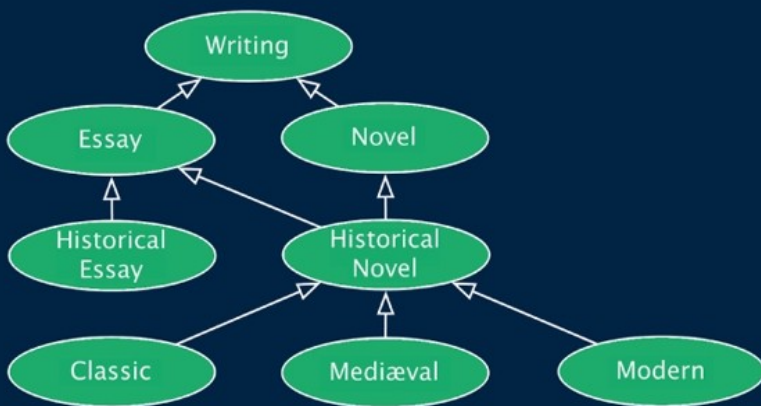 Writing
Essay
Novel
Historical
Essay
Historical
Novel
Classic
Mediæval
Modern